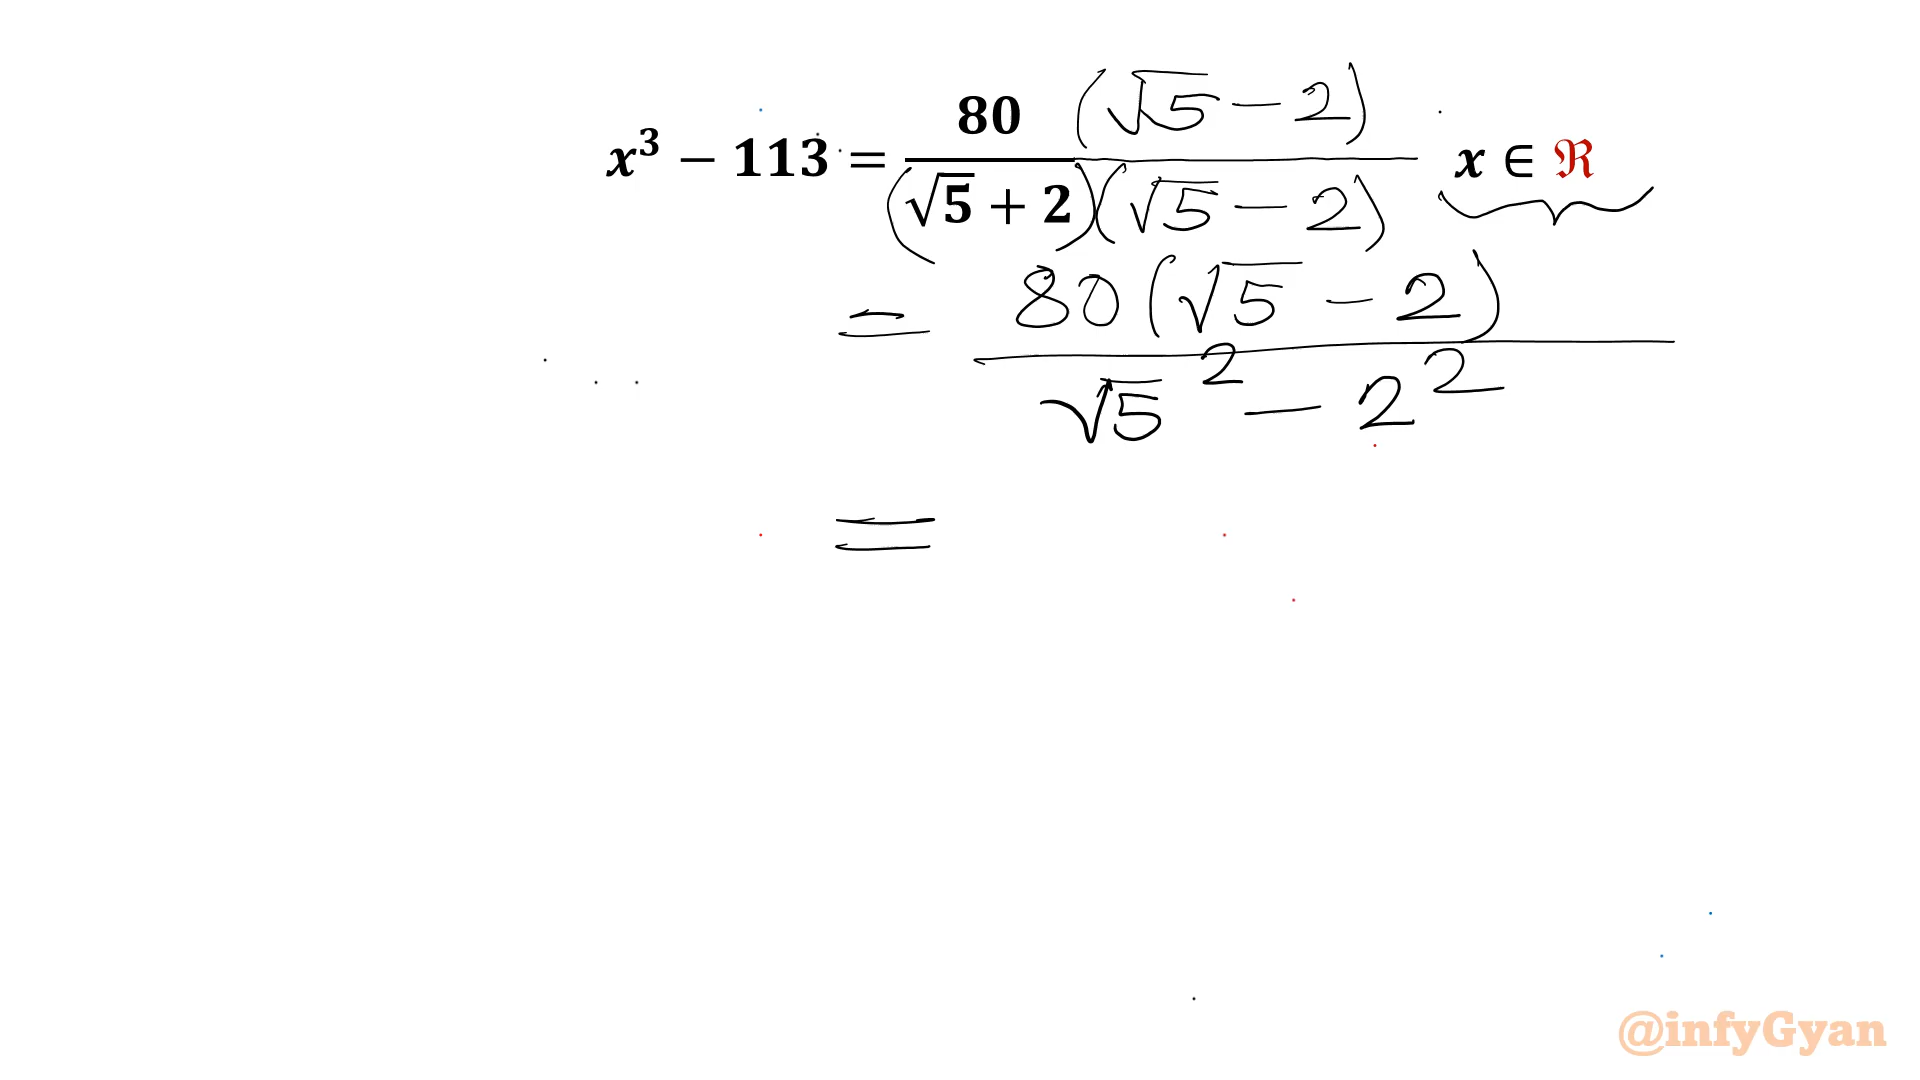 x³ − 113 = 80 (√5 − 2) / (√5 + 2)(√5 − 2) x ∈ ℜ
= 80 (√5 − 2) / √5² − 2²
=
@infyGyan